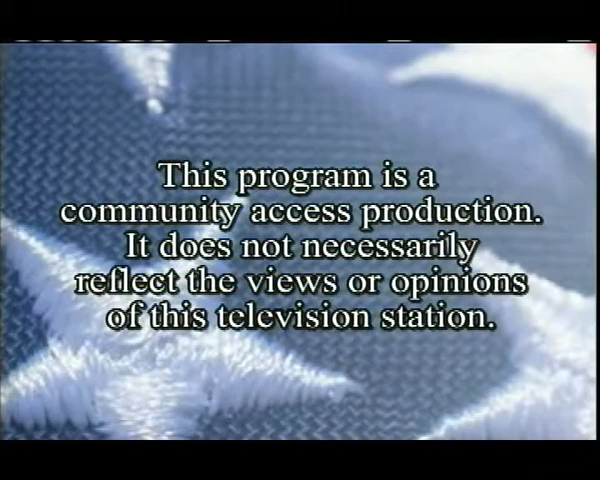 This program is a
community access production.
It does not necessarily
reflect the views or opinions
of this television station.